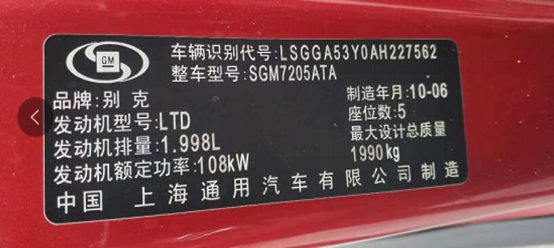 GM
车辆识别代号:LSGGA53Y0AH227562
整车型号:SGM7205ATA
品牌:别克
制造年月:10-06
发动机型号:LTD
座位数:5
发动机排量:1.998L
最大设计总质量
1990kg
发动机额定功率:108kW
中国 上海通用汽车有限公司制造